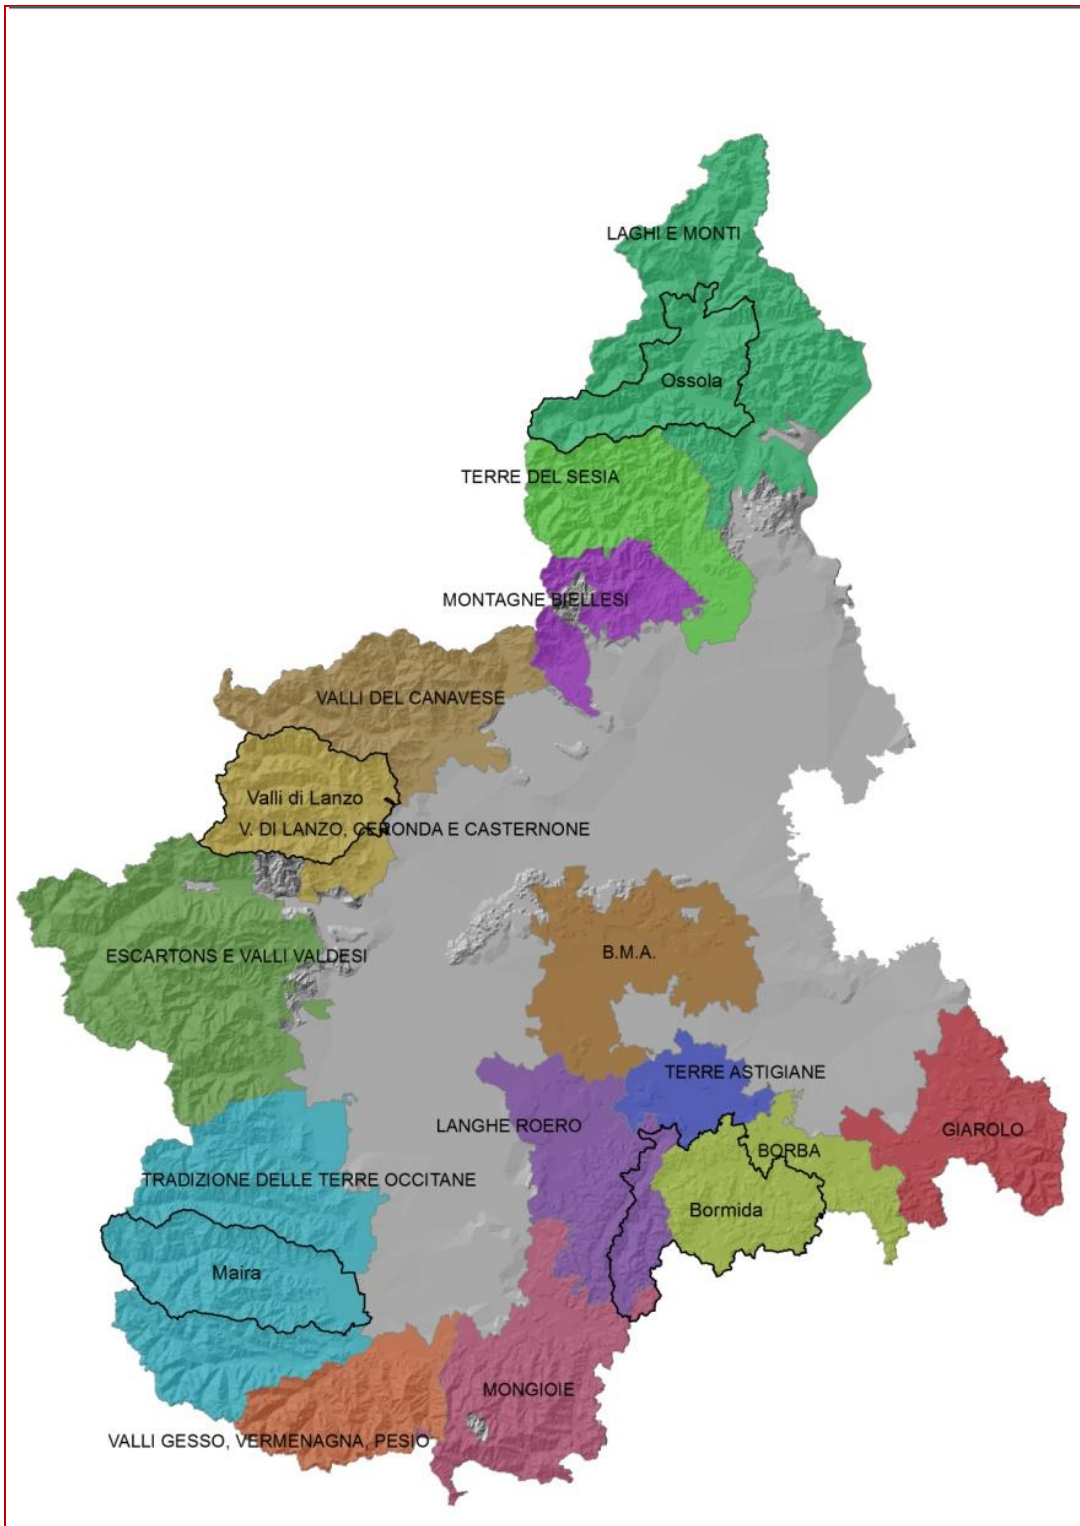 LAGHI E MONTI
Ossola
TERRE DEL SESIA
MONTAGNE BIELLESI
VALLI DEL CANAVESE
Valli di Lanzo
V. DI LANZO, CERONDA E CASTERNONE
ESCARTONS E VALLI VALDESI
B.M.A.
TERRE ASTIGIANE
LANGHE ROERO
GIAROLO
BORBA
TRADIZIONE DELLE TERRE OCCITANE
Bormida
Maira
MONGIOIE
VALLI GESSO, VERMENAGNA, PESIO